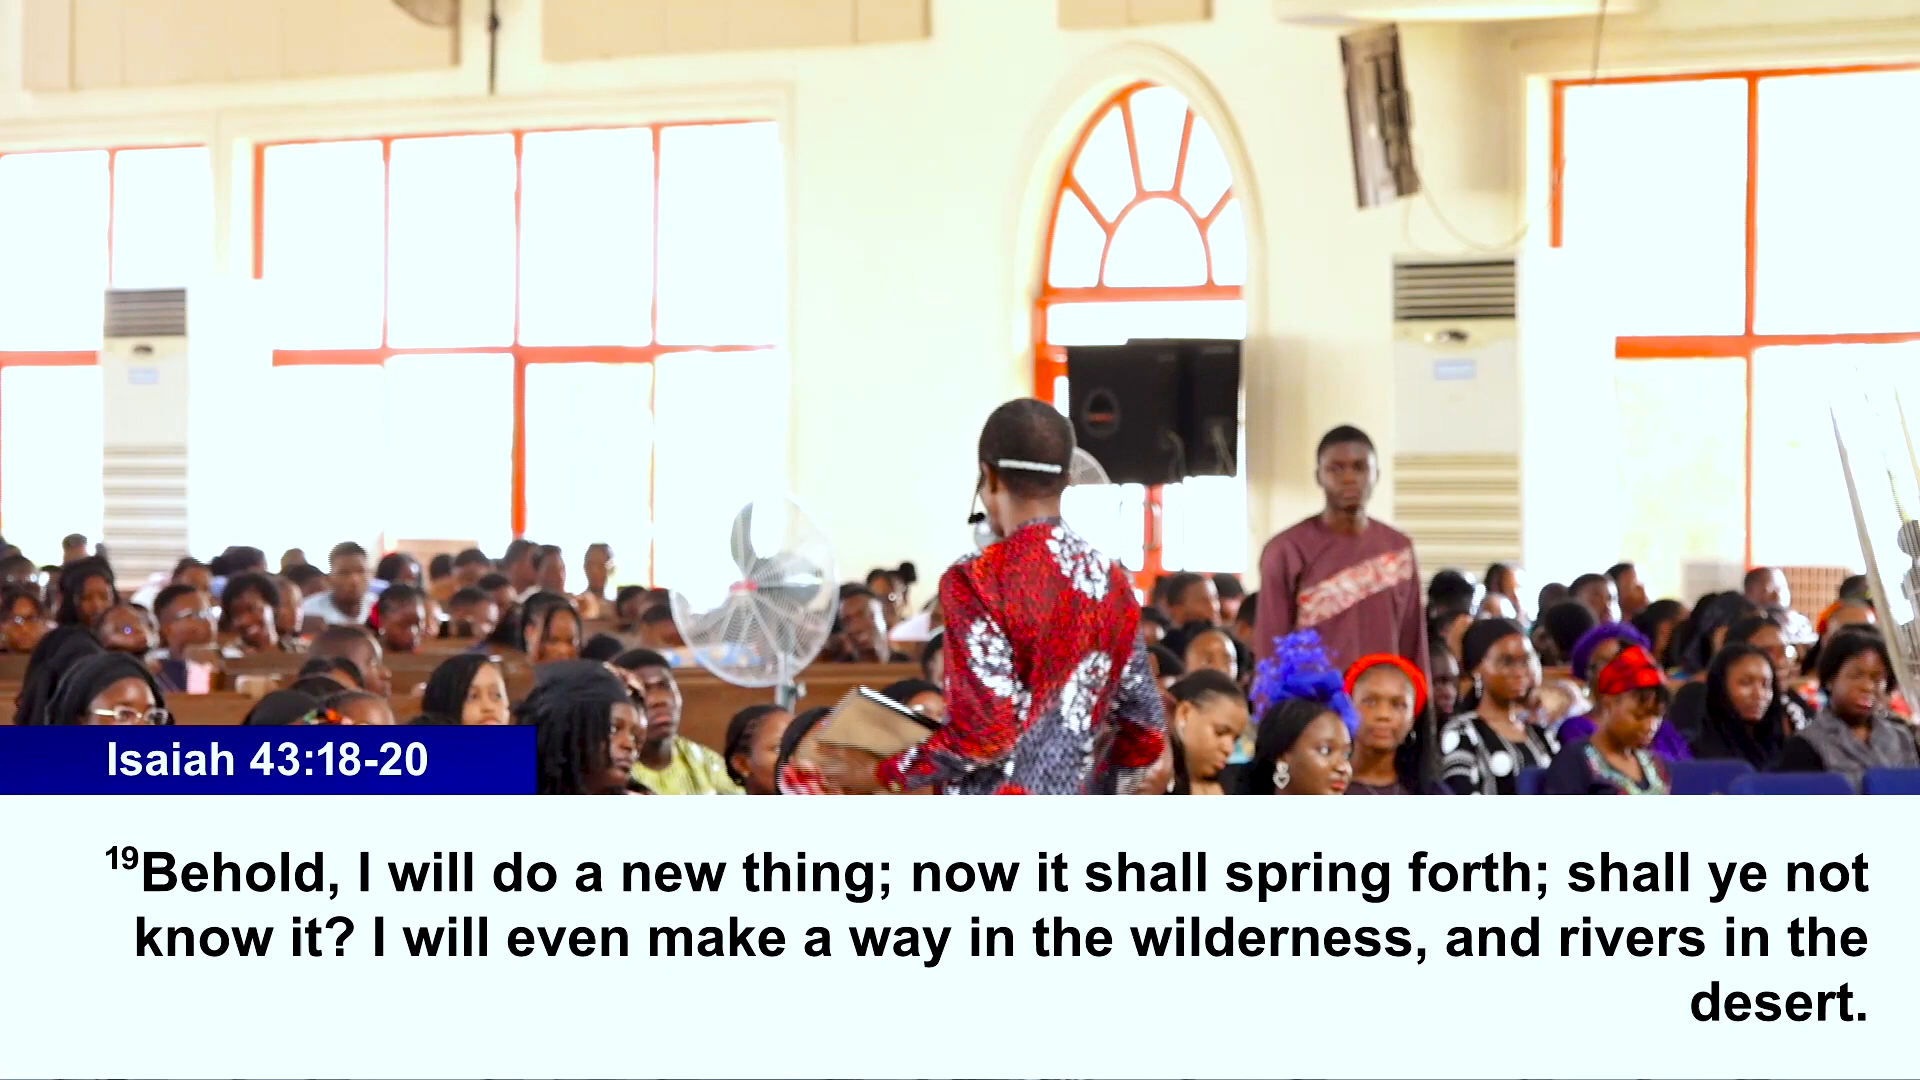 Isaiah 43:18-20
19Behold, I will do a new thing; now it shall spring forth; shall ye not
know it? I will even make a way in the wilderness, and rivers in the
desert.